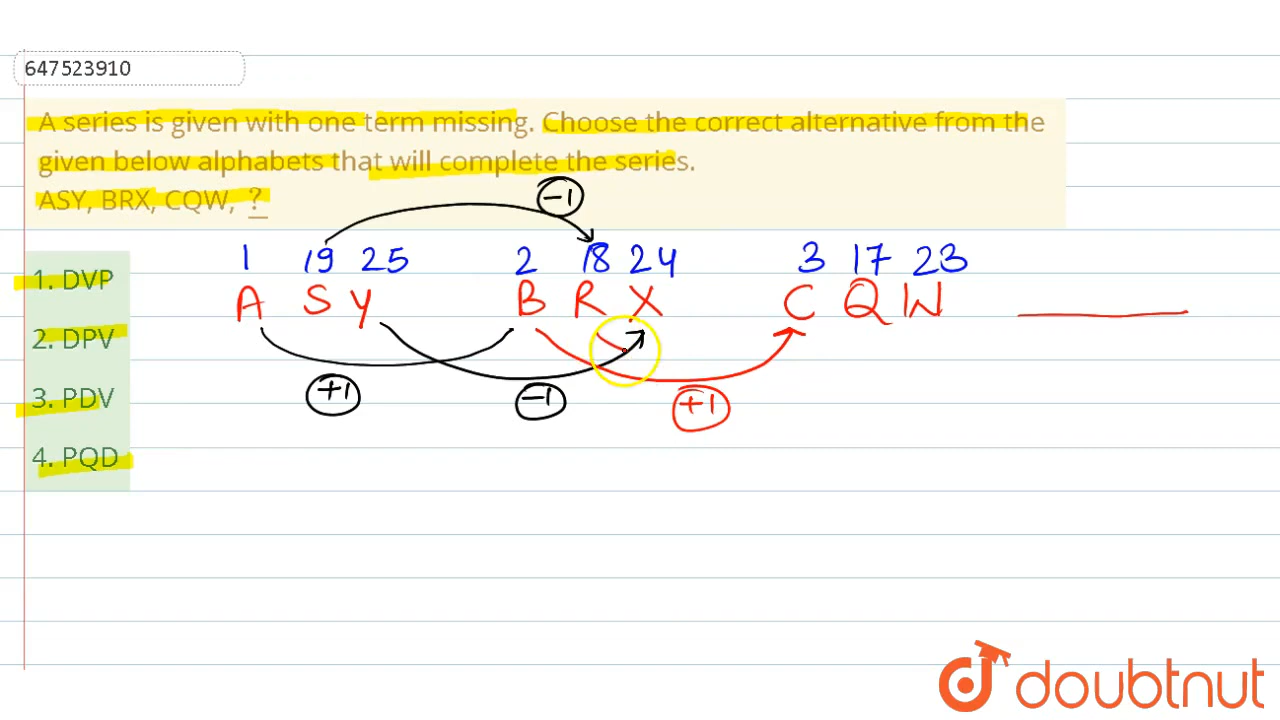 647523910
A series is given with one term missing. Choose the correct alternative from the
given below alphabets that will complete the series.
ASY, BRX, CQW, ?
-1
1 19 25 2 18 24 3 17 23
1. DVP
A S Y B R X C Q W
2. DPV
3. PDV
+1 -1 +1
4. PQD
doubtnut